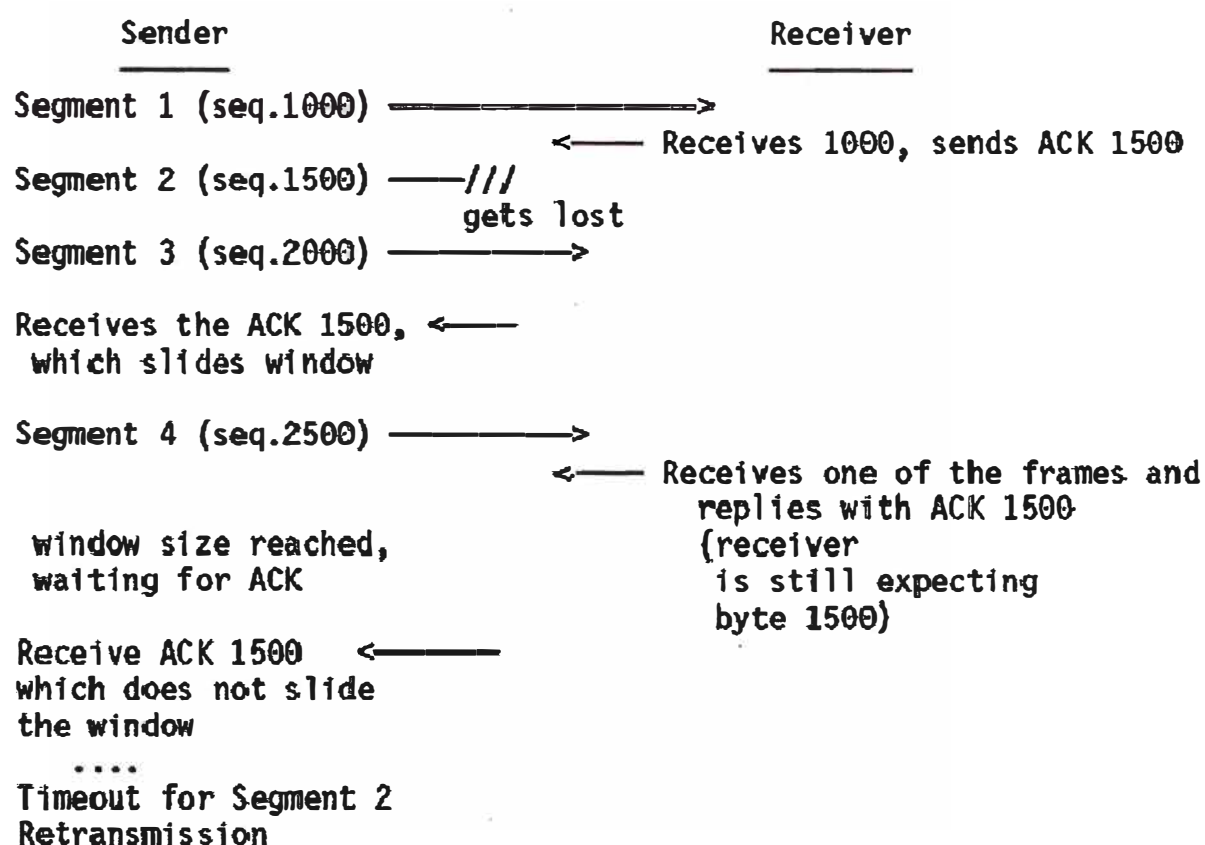 Sender Receiver
Segment 1 (seq.1000)
Receives 1000, sends ACK 1500
Segment 2 (seq.1500) ///
gets lost
Segment 3 (seq.2000)
Receives the ACK 1500,
which slides window
Segment 4 (seq.2500)
Receives one of the frames and
replies with ACK 1500
window size reached, (receiver
waiting for ACK is still expecting
byte 1500)
Receive ACK 1500
which does not slide
the window
....
Timeout for Segment 2
Retransmission